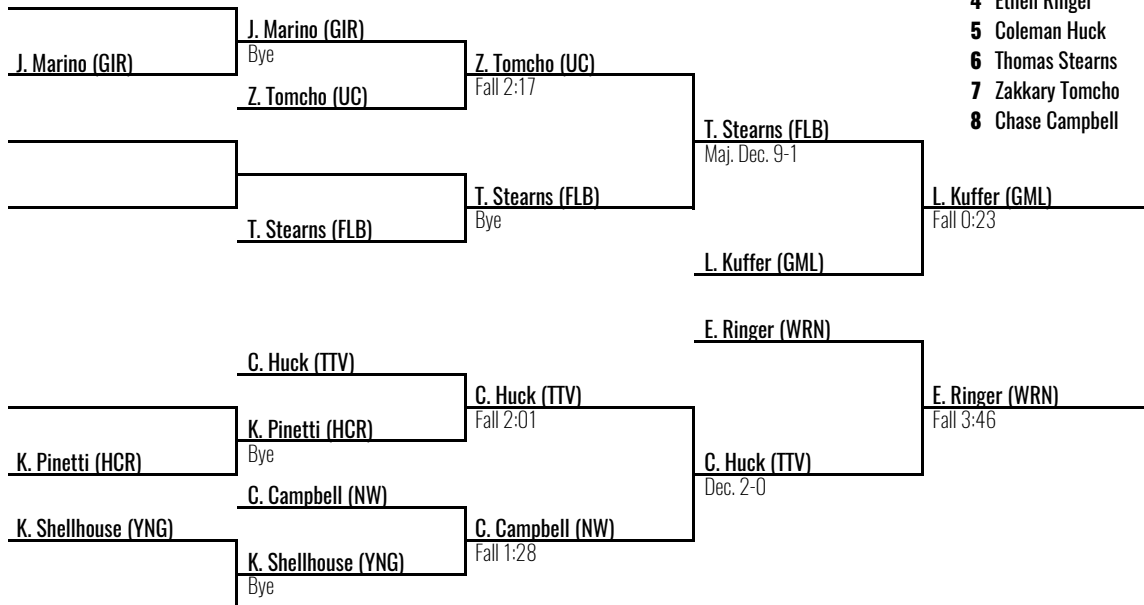 4 Ethen Ringer
J. Marino (GIR)
Bye
5 Coleman Huck
J. Marino (GIR)
Z. Tomcho (UC)
Fall 2:17
6 Thomas Stearns
Z. Tomcho (UC)
7 Zakkary Tomcho
8 Chase Campbell
T. Stearns (FLB)
Maj. Dec. 9-1
T. Stearns (FLB)
Bye
L. Kuffer (GML)
Fall 0:23
T. Stearns (FLB)
L. Kuffer (GML)
E. Ringer (WRN)
C. Huck (TTV)
C. Huck (TTV)
Fall 2:01
E. Ringer (WRN)
Fall 3:46
K. Pinetti (HCR)
Bye
K. Pinetti (HCR)
C. Huck (TTV)
Dec. 2-0
C. Campbell (NW)
K. Shellhouse (YNG)
C. Campbell (NW)
Fall 1:28
K. Shellhouse (YNG)
Bye